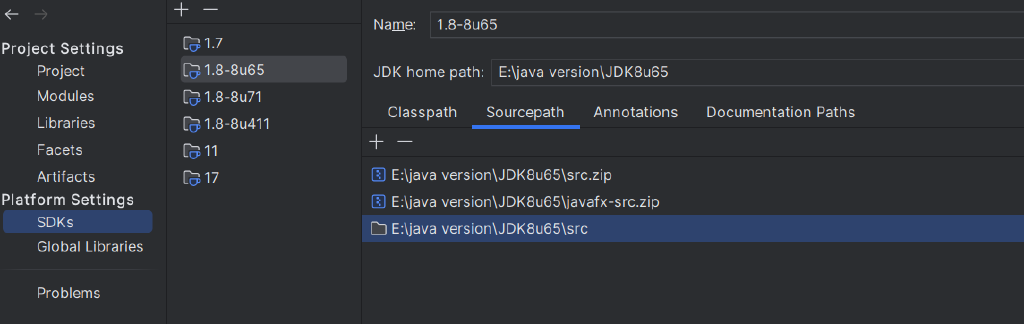 Project Settings
Project
Modules
Libraries
Facets
Artifacts
Platform Settings
SDKs
Global Libraries
Problems
1.7
1.8-8u65
1.8-8u71
1.8-8u411
11
17
Name: 1.8-8u65
JDK home path: E:\java version\JDK8u65
Classpath Sourcepath Annotations Documentation Paths
E:\java version\JDK8u65\src.zip
E:\java version\JDK8u65\javafx-src.zip
E:\java version\JDK8u65\src